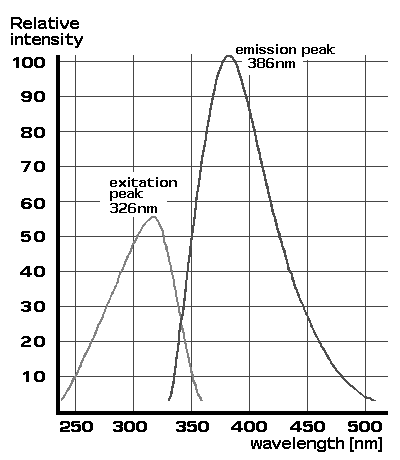 Relative
intensity
emission peak
386nm
100
90
80
70
exitation
peak
326nm
60
50
40
30
20
10
250 300 350 400 450 500
wavelength [nm]